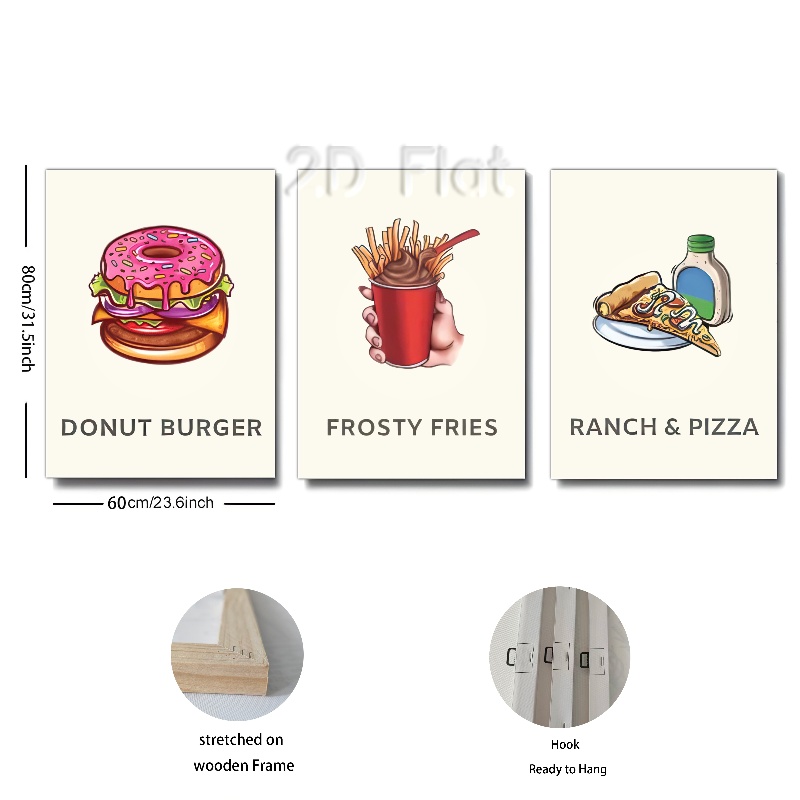 2D Flat
80cm/31.5inch
DONUT BURGER
FROSTY FRIES
RANCH & PIZZA
60cm/23.6inch
stretched on
wooden Frame
Hook
Ready to Hang